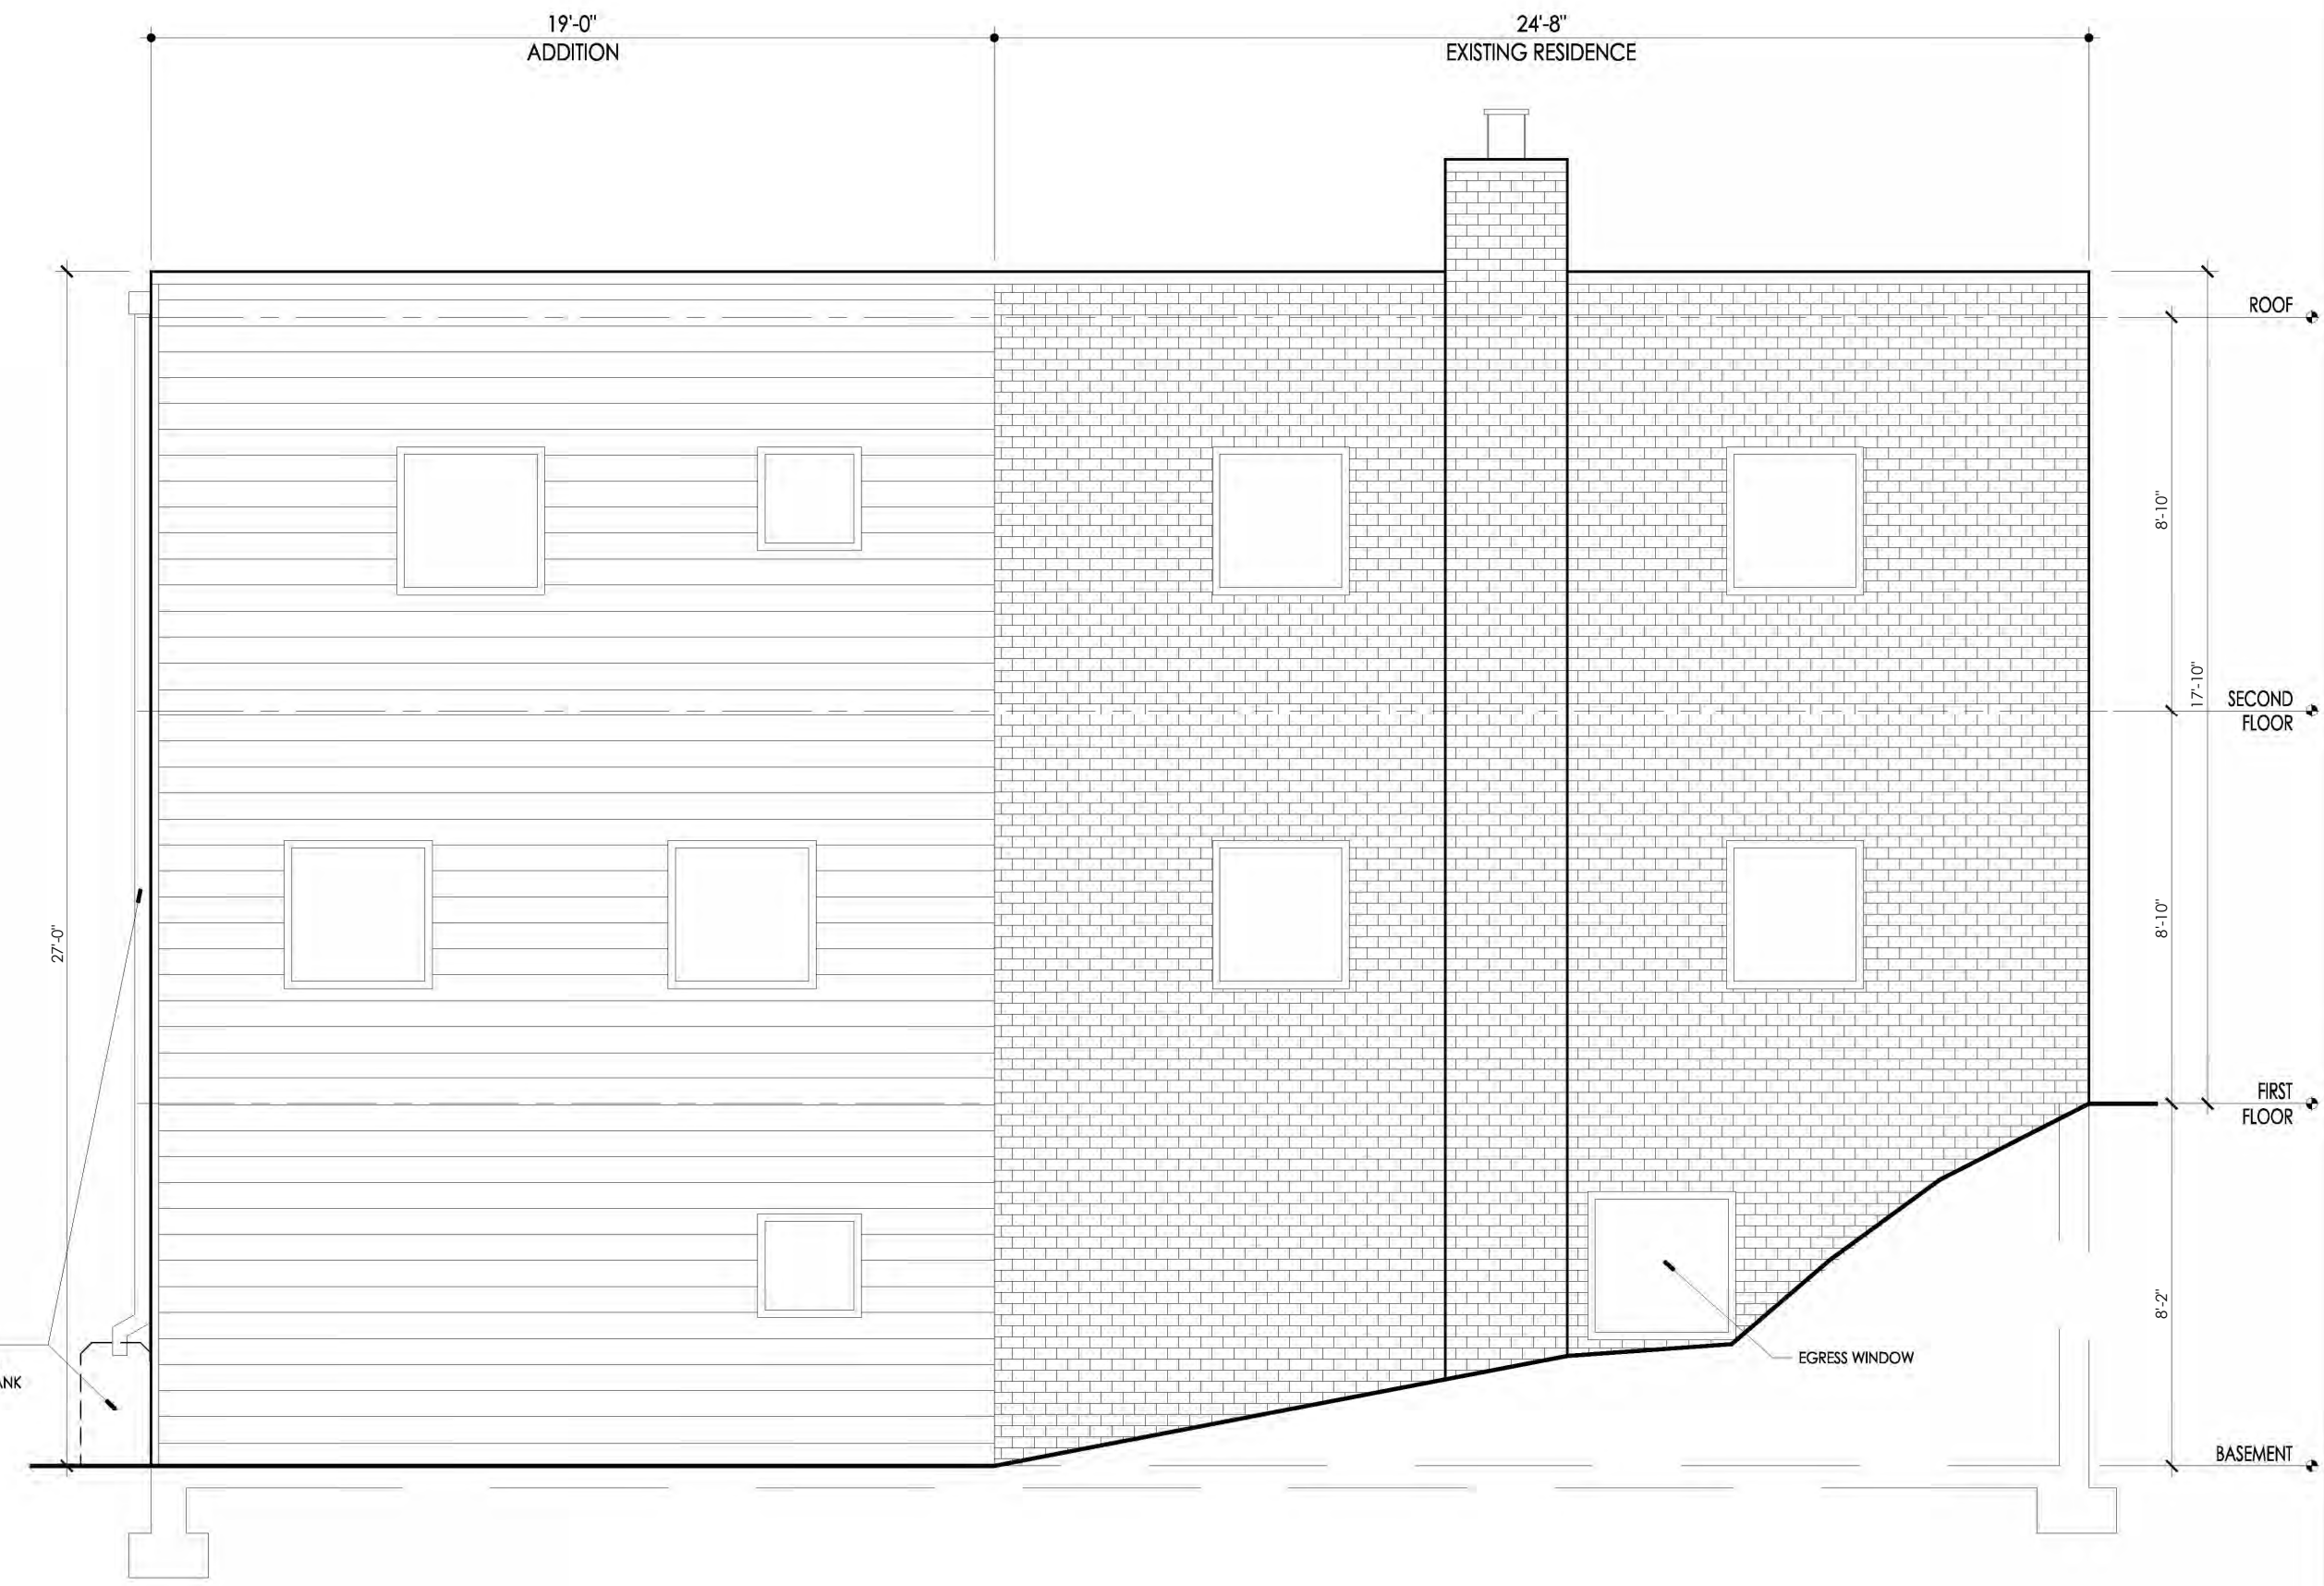 19'-0"
ADDITION
24'-8"
EXISTING RESIDENCE
ROOF
8'-10"
17'-10"
SECOND
FLOOR
27'-0"
8'-10"
FIRST
FLOOR
8'-2"
EGRESS WINDOW
ANK
BASEMENT